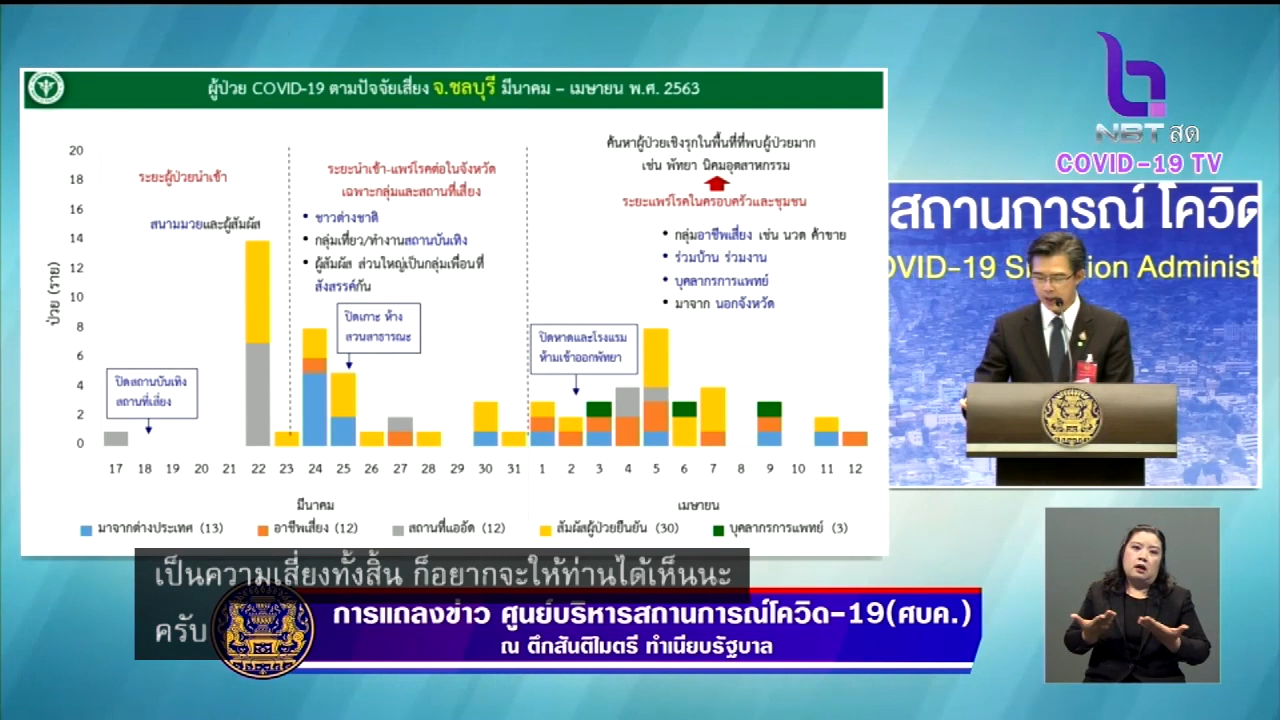 ผู้ป่วย COVID-19 ตามปัจจัยเสี่ยง จ.ชลบุรี มีนาคม – เมษายน พ.ศ. 2563
NBT สด
COVID-19 TV
ป่วย (ราย)
20
18
16
14
12
10
8
6
4
2
0
ระยะผู้ป่วยนำเข้า
สนามมวยและผู้สัมผัส
ปิดสถานบันเทิง
สถานที่เสี่ยง
ระยะนำเข้า-แพร่โรคต่อในจังหวัด
เฉพาะกลุ่มและสถานที่เสี่ยง
• ชาวต่างชาติ
• กลุ่มเที่ยว/ทำงานสถานบันเทิง
• ผู้สัมผัส ส่วนใหญ่เป็นกลุ่มเพื่อนที่
สังสรรค์กัน
ปิดเกาะ ห้าง
สวนสาธารณะ
ค้นหาผู้ป่วยเชิงรุกในพื้นที่ที่พบผู้ป่วยมาก
เช่น พัทยา นิคมอุตสาหกรรม
ระยะแพร่โรคในครอบครัวและชุมชน
• กลุ่มอาชีพเสี่ยง เช่น นวด ค้าขาย
• ร่วมบ้าน ร่วมงาน
• บุคลากรการแพทย์
• มาจาก นอกจังหวัด
ปิดหาดและโรงแรม
ห้ามเข้าออกพัทยา
17 18 19 20 21 22 23 24 25 26 27 28 29 30 31 1 2 3 4 5 6 7 8 9 10 11 12
มีนาคม เมษายน
มาจากต่างประเทศ (13) อาชีพเสี่ยง (12) สถานที่แออัด (12) สัมผัสผู้ป่วยยืนยัน (30) บุคลากรการแพทย์ (3)
สถานการณ์ โควิด
OVID-19 Si ion Administ
เป็นความเสี่ยงทั้งสิ้น ก็อยากจะให้ท่านได้เห็นนะ
ครับ
การแถลงข่าว ศูนย์บริหารสถานการณ์โควิด-19(ศบค.)
ณ ตึกสันติไมตรี ทำเนียบรัฐบาล